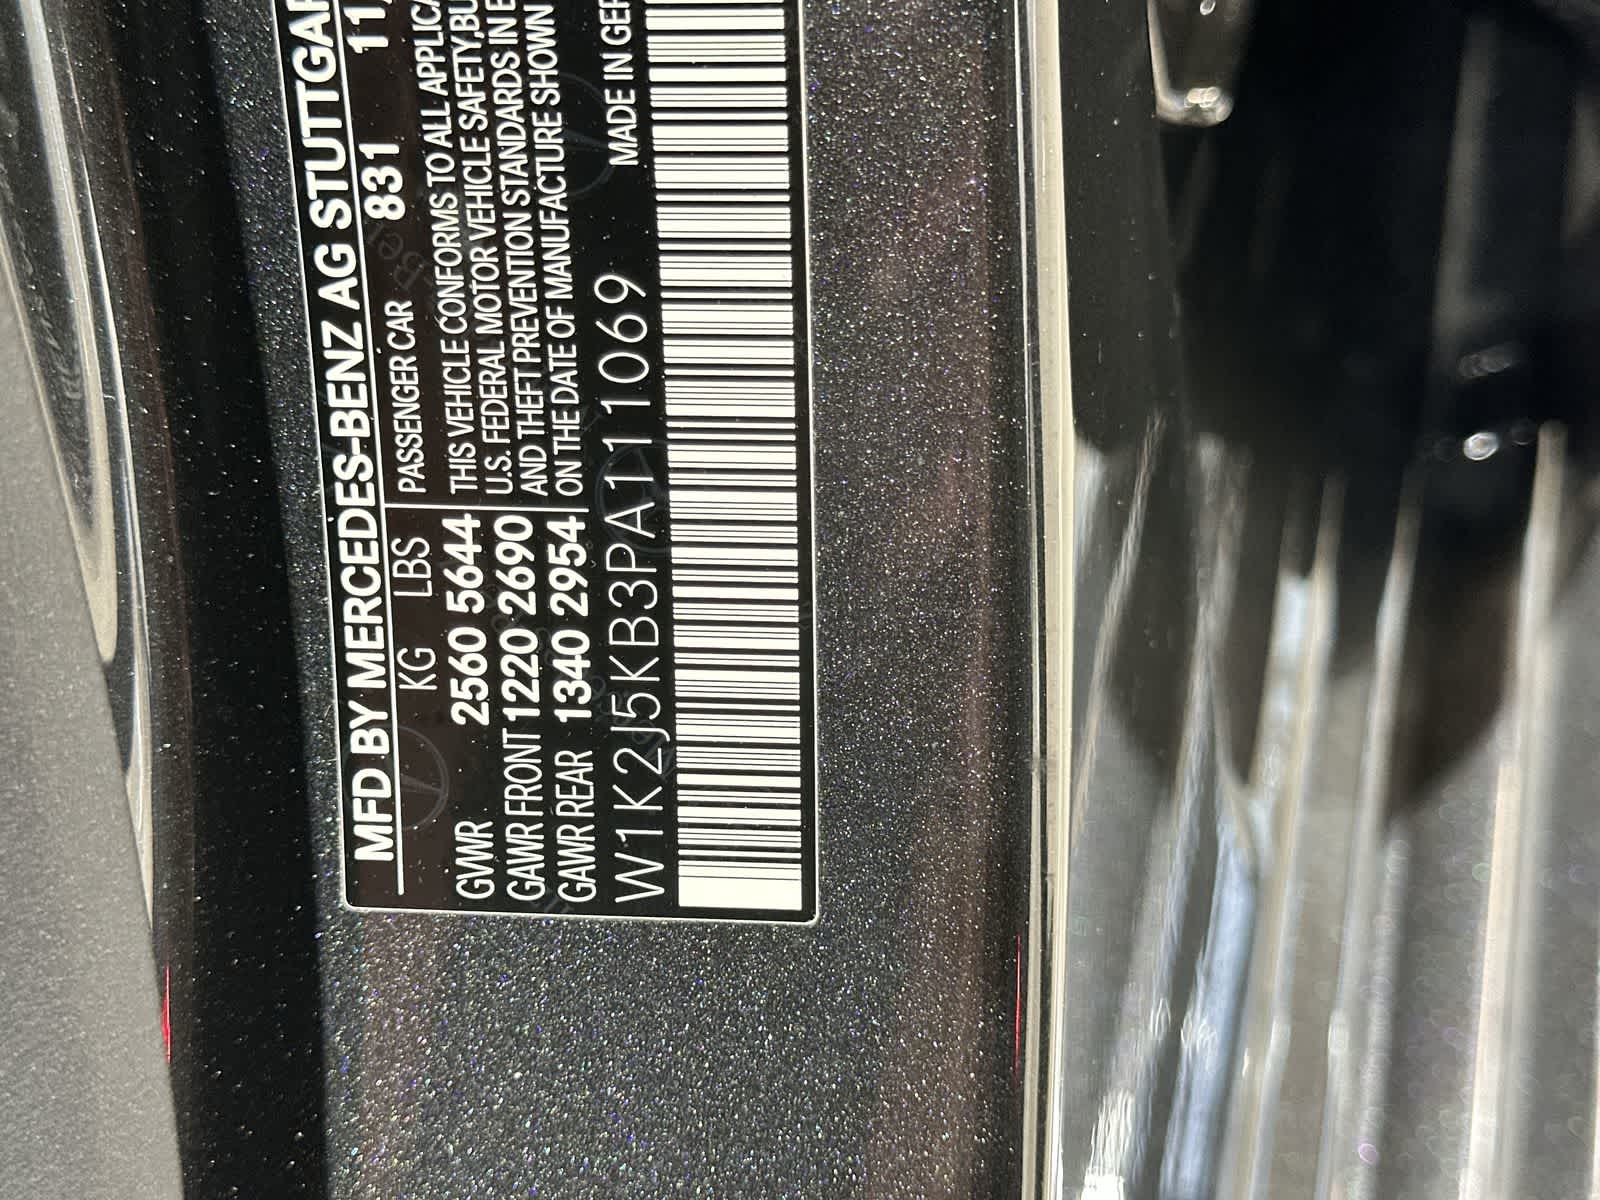 MFD BY MERCEDES-BENZ AG STUTTGAR
KG LBS PASSENGER CAR 831 11
GVWR 2560 5644 THIS VEHICLE CONFORMS TO ALL APPLICA
U.S. FEDERAL MOTOR VEHICLE SAFETY,BU
GAWR FRONT 1220 2690 AND THEFT PREVENTION STANDARDS IN E
GAWR REAR 1340 2954 ON THE DATE OF MANUFACTURE SHOWN
W1K2J5KB3PA111069 MADE IN GER